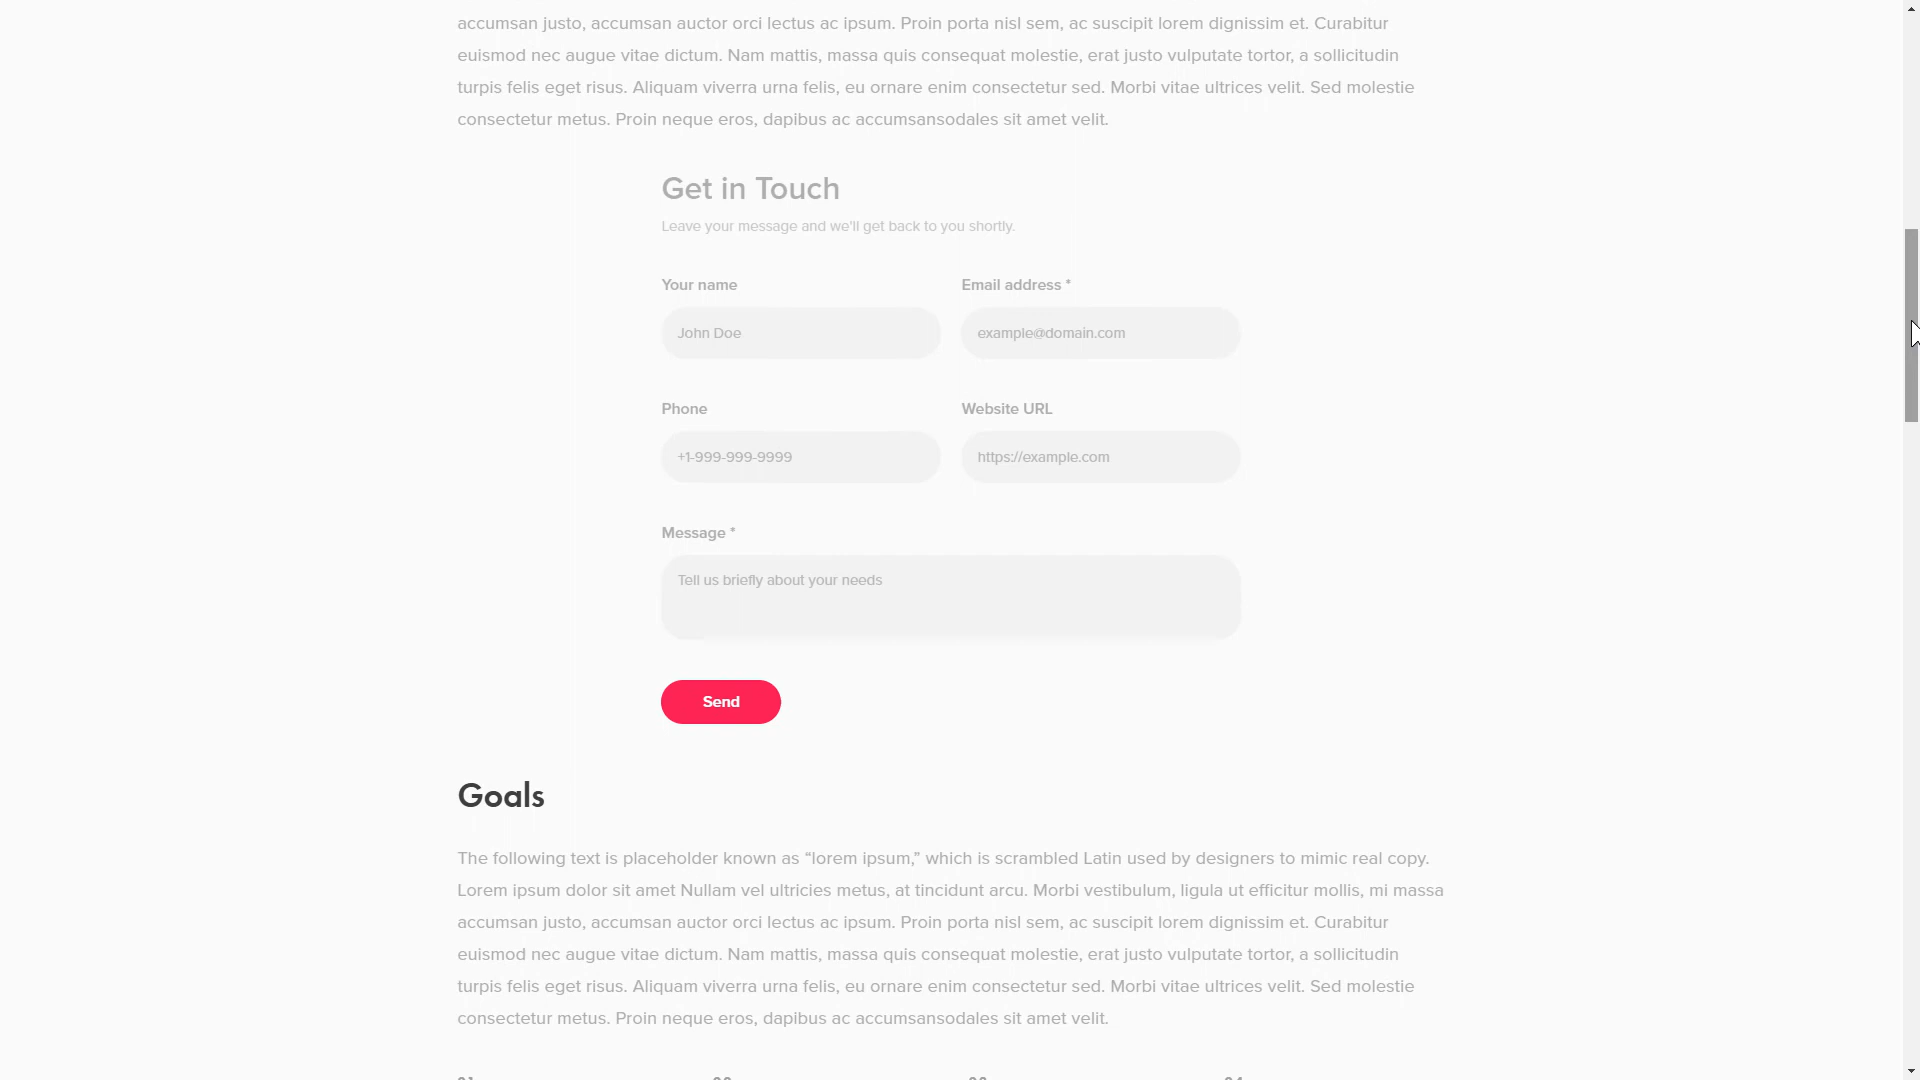 accumsan justo, accumsan auctor orci lectus ac ipsum. Proin porta nisl sem, ac suscipit lorem dignissim et. Curabitur
euismod nec augue vitae dictum. Nam mattis, massa quis consequat molestie, erat justo vulputate tortor, a sollicitudin
turpis felis eget risus. Aliquam viverra urna felis, eu ornare enim consectetur sed. Morbi vitae ultrices velit. Sed molestie
consectetur metus. Proin neque eros, dapibus ac accumsansodales sit amet velit.
Get in Touch
Leave your message and we'll get back to you shortly.
Your name
Email address *
John Doe
example@domain.com
Phone
Website URL
+1-999-999-9999
https://example.com
Message *
Tell us briefly about your needs
Send
Goals
The following text is placeholder known as “lorem ipsum,” which is scrambled Latin used by designers to mimic real copy.
Lorem ipsum dolor sit amet Nullam vel ultricies metus, at tincidunt arcu. Morbi vestibulum, ligula ut efficitur mollis, mi massa
accumsan justo, accumsan auctor orci lectus ac ipsum. Proin porta nisl sem, ac suscipit lorem dignissim et. Curabitur
euismod nec augue vitae dictum. Nam mattis, massa quis consequat molestie, erat justo vulputate tortor, a sollicitudin
turpis felis eget risus. Aliquam viverra urna felis, eu ornare enim consectetur sed. Morbi vitae ultrices velit. Sed molestie
consectetur metus. Proin neque eros, dapibus ac accumsansodales sit amet velit.